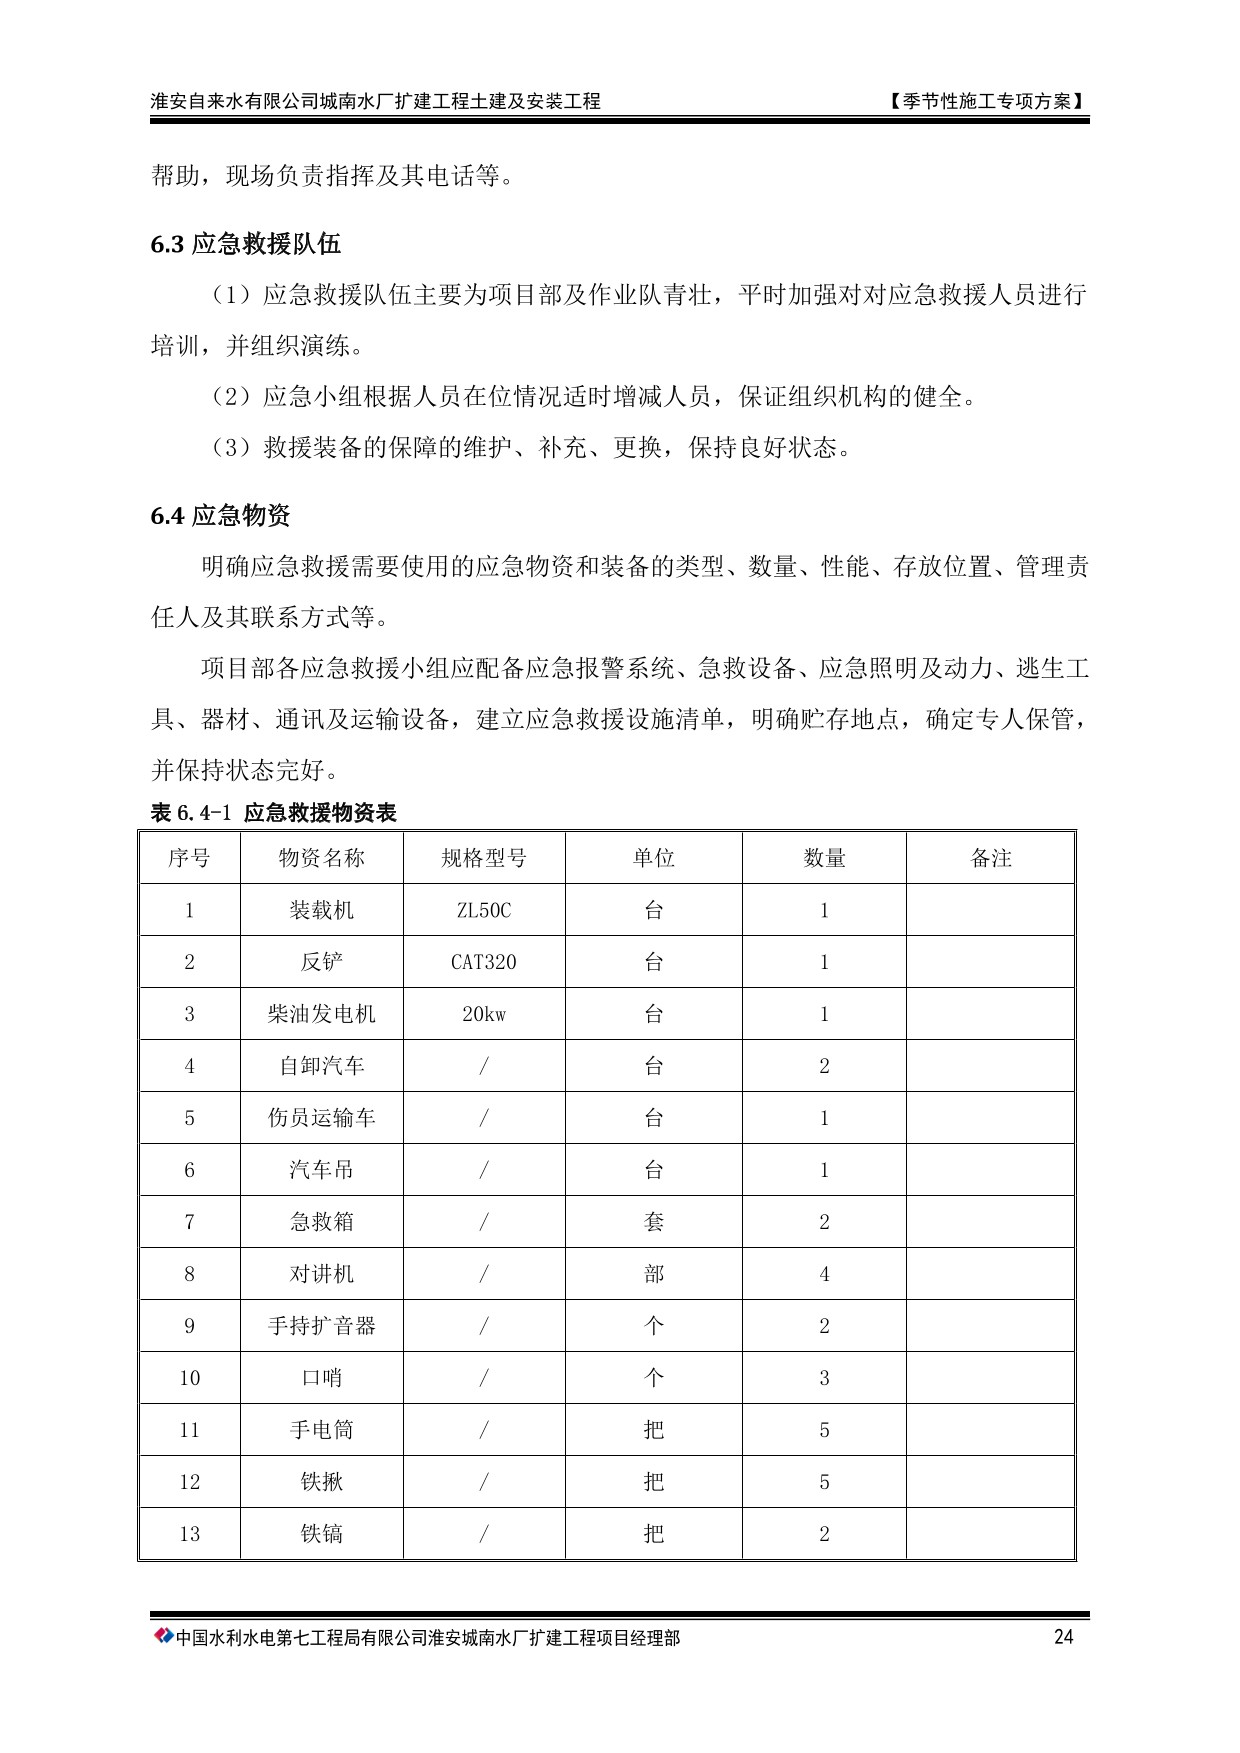 淮安自来水有限公司城南水厂扩建工程土建及安装工程 【季节性施工专项方案】
帮助，现场负责指挥及其电话等。
6.3 应急救援队伍
（1）应急救援队伍主要为项目部及作业队青壮，平时加强对对应急救援人员进行
培训，并组织演练。
（2）应急小组根据人员在位情况适时增减人员，保证组织机构的健全。
（3）救援装备的保障的维护、补充、更换，保持良好状态。
6.4 应急物资
明确应急救援需要使用的应急物资和装备的类型、数量、性能、存放位置、管理责
任人及其联系方式等。
项目部各应急救援小组应配备应急报警系统、急救设备、应急照明及动力、逃生工
具、器材、通讯及运输设备，建立应急救援设施清单，明确贮存地点，确定专人保管，
并保持状态完好。
表 6.4-1 应急救援物资表
序号 物资名称 规格型号 单位 数量 备注
1 装载机 ZL50C 台 1
2 反铲 CAT320 台 1
3 柴油发电机 20kw 台 1
4 自卸汽车 / 台 2
5 伤员运输车 / 台 1
6 汽车吊 / 台 1
7 急救箱 / 套 2
8 对讲机 / 部 4
9 手持扩音器 / 个 2
10 口哨 / 个 3
11 手电筒 / 把 5
12 铁揪 / 把 5
13 铁镐 / 把 2
中国水利水电第七工程局有限公司淮安城南水厂扩建工程项目经理部 24